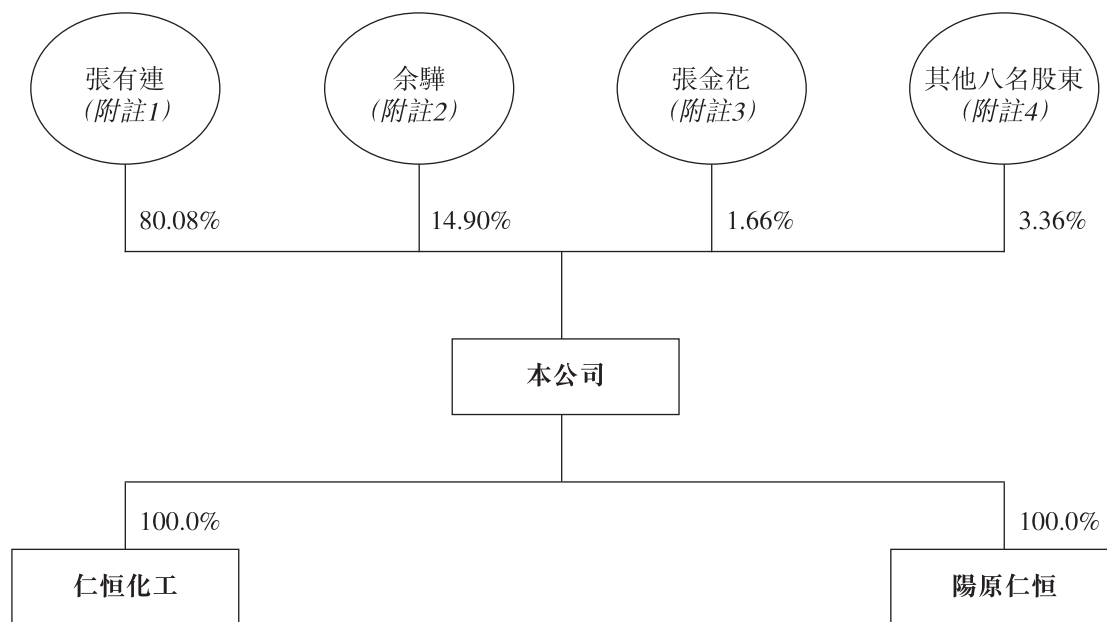 張有連
(附註1)
余驊
(附註2)
張金花
(附註3)
其他八名股東
(附註4)
80.08%
14.90%
1.66%
3.36%
本公司
100.0%
100.0%
仁恒化工
陽原仁恒